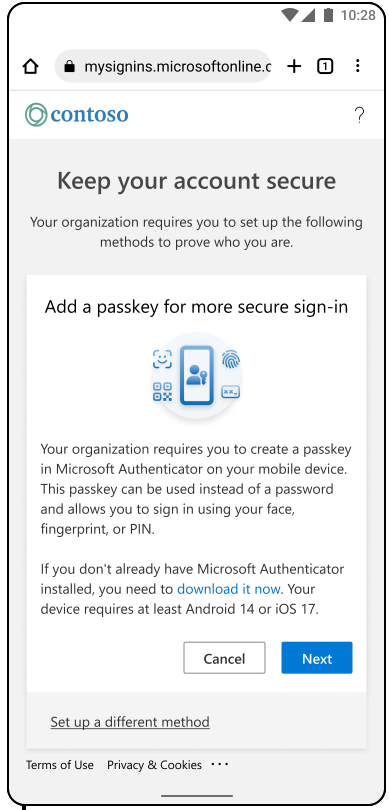 10:28
mysignins.microsoftonline.c
1
contoso
?
Keep your account secure
Your organization requires you to set up the following
methods to prove who you are.
Add a passkey for more secure sign-in
Your organization requires you to create a passkey
in Microsoft Authenticator on your mobile device.
This passkey can be used instead of a password
and allows you to sign in using your face,
fingerprint, or PIN.
If you don't already have Microsoft Authenticator
installed, you need to download it now. Your
device requires at least Android 14 or iOS 17.
Cancel Next
Set up a different method
Terms of Use Privacy & Cookies ···